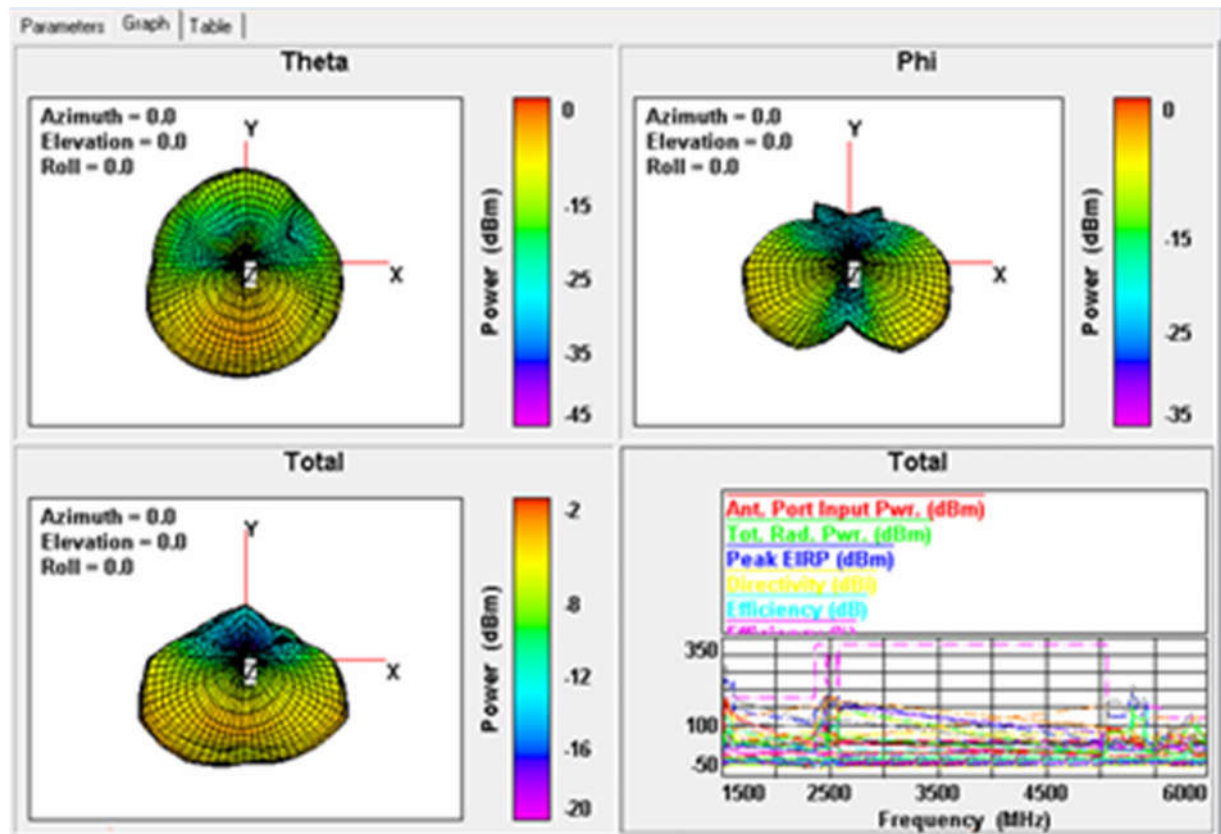 Parameters Graph Table
Theta
Azimuth = 0.0
Elevation = 0.0
Roll = 0.0
Y
X
Z
Power (dBm)
0
-15
-25
-35
-45
Phi
Azimuth = 0.0
Elevation = 0.0
Roll = 0.0
Y
X
Z
Power (dBm)
0
-15
-25
-35
Total
Azimuth = 0.0
Elevation = 0.0
Roll = 0.0
Y
X
Z
Power (dBm)
-2
-8
-12
-16
-20
Total
Ant. Port Input Pwr. (dBm)
Tot. Rad. Pwr. (dBm)
Peak EIRP (dBm)
Directivity (dBi)
Efficiency (dB)
350
100
-50
1500 2500 3500 4500 6000
Frequency (MHz)